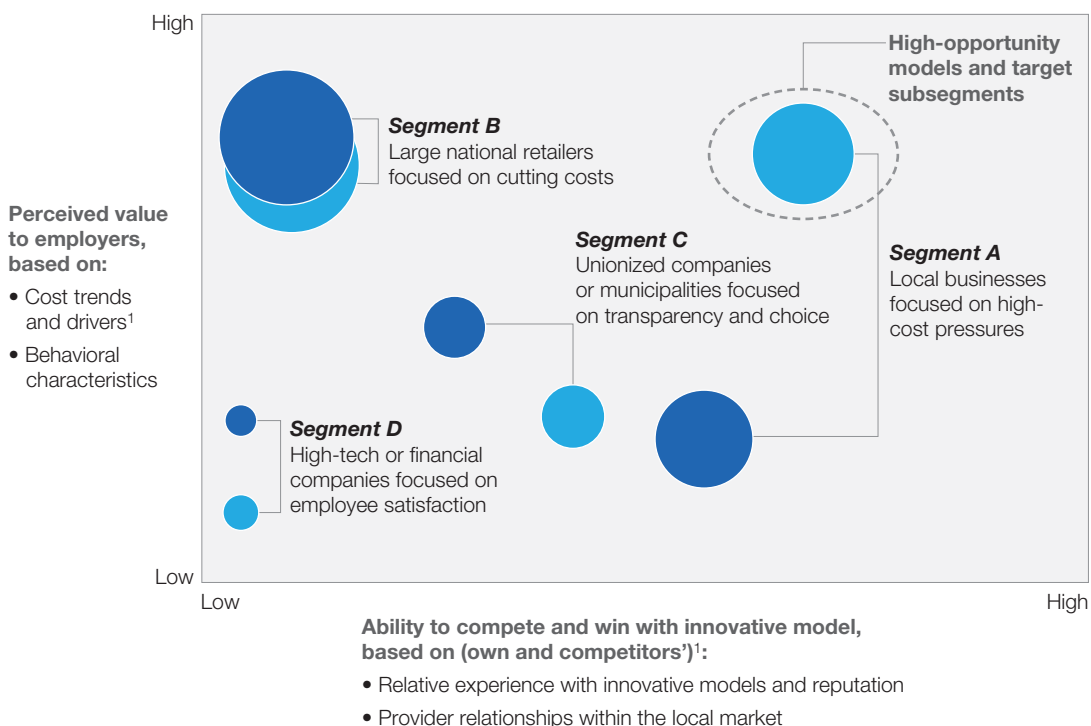 High
High-opportunity
models and target
subsegments
Segment B
Large national retailers
focused on cutting costs
Perceived value
to employers,
based on:
• Cost trends
and drivers¹
• Behavioral
characteristics
Segment C
Unionized companies
or municipalities focused
on transparency and choice
Segment A
Local businesses
focused on high-
cost pressures
Segment D
High-tech or financial
companies focused on
employee satisfaction
Low
Low
High
Ability to compete and win with innovative model,
based on (own and competitors’)¹:
• Relative experience with innovative models and reputation
• Provider relationships within the local market